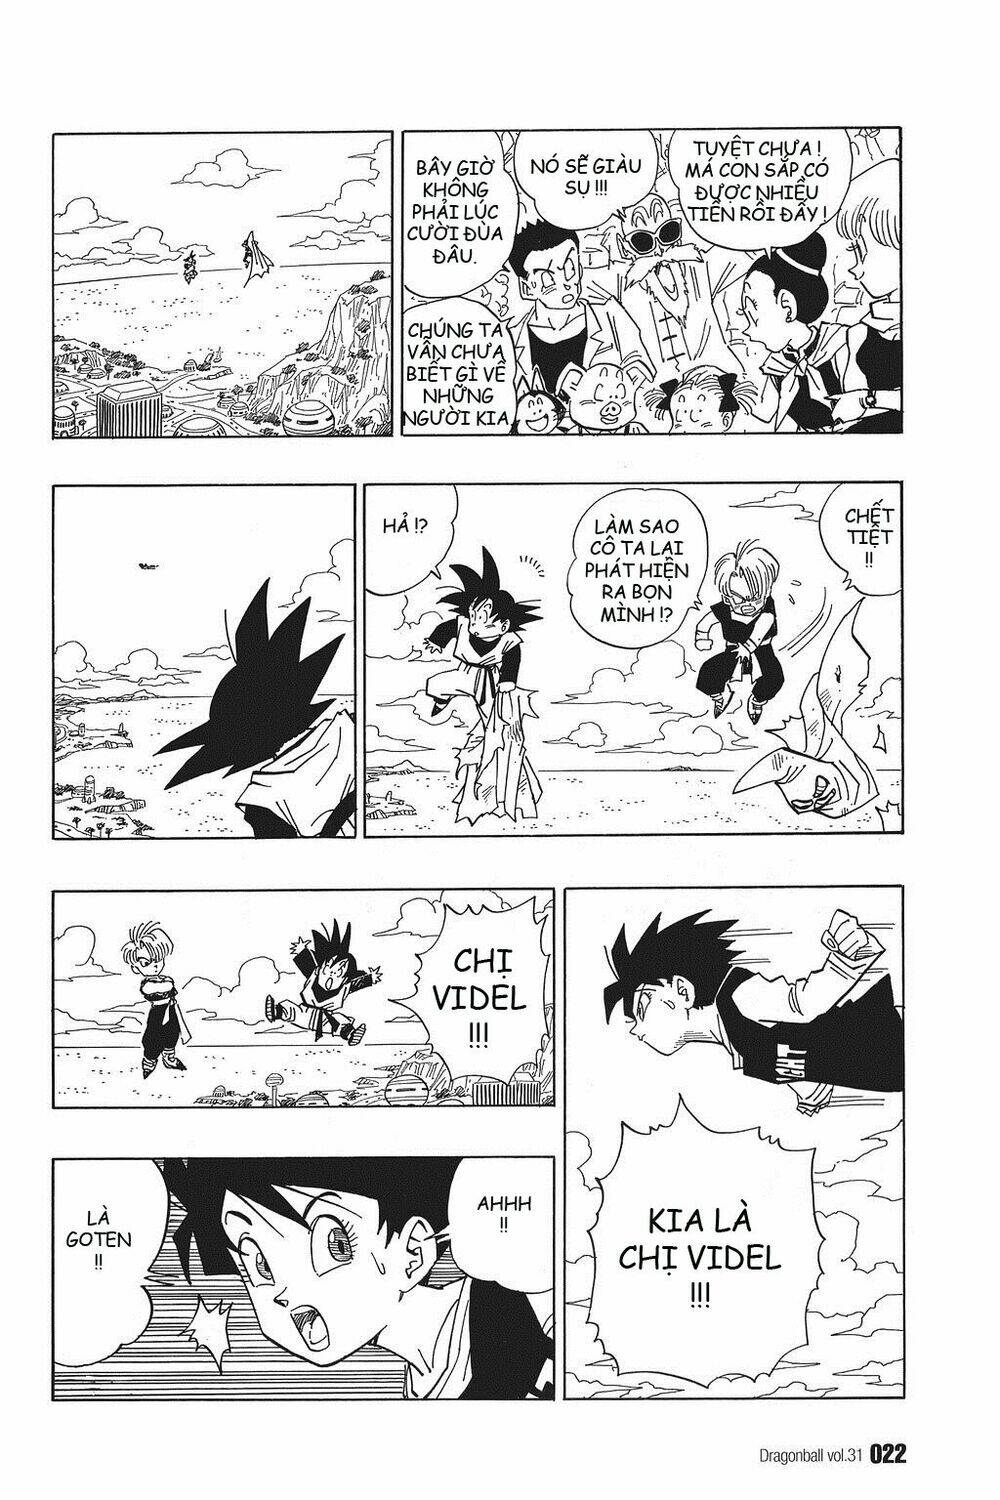 TUYỆT CHƯA !
MÁ CON SẮP CÓ
ĐƯỢC NHIỀU
TIỀN RỒI ĐẤY !
NÓ SẼ GIÀU
SỤ !!!
BÂY GIỜ
KHÔNG
PHẢI LÚC
CƯỜI ĐÙA
ĐÂU.
CHÚNG TA
VẪN CHƯA
BIẾT GÌ VỀ
NHỮNG
NGƯỜI KIA
CHẾT
TIỆT
!!
LÀM SAO
CÔ TA LẠI
PHÁT HIỆN
RA BỌN
MÌNH !?
HẢ !?
KIA LÀ
CHỊ VIDEL
!!!
GHT
CHỊ
VIDEL
!!!
AHHH
!!
LÀ
GOTEN
!!
Dragonball vol.31 022